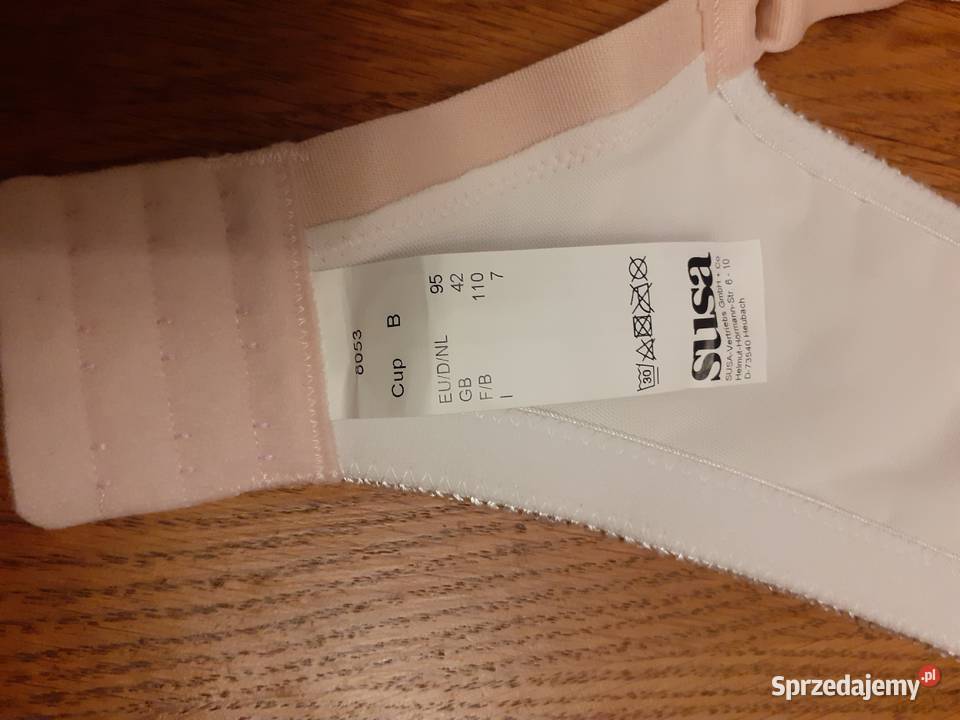 8053
Cup B
EU/D/NL 95
GB 42
F/B 110
I 7
30
susa
SUSA-Vertriebs GmbH + Co
Helmut-Hörmann-Str. 6 - 10
D-73540 Heubach
Sprzedajemy.pl